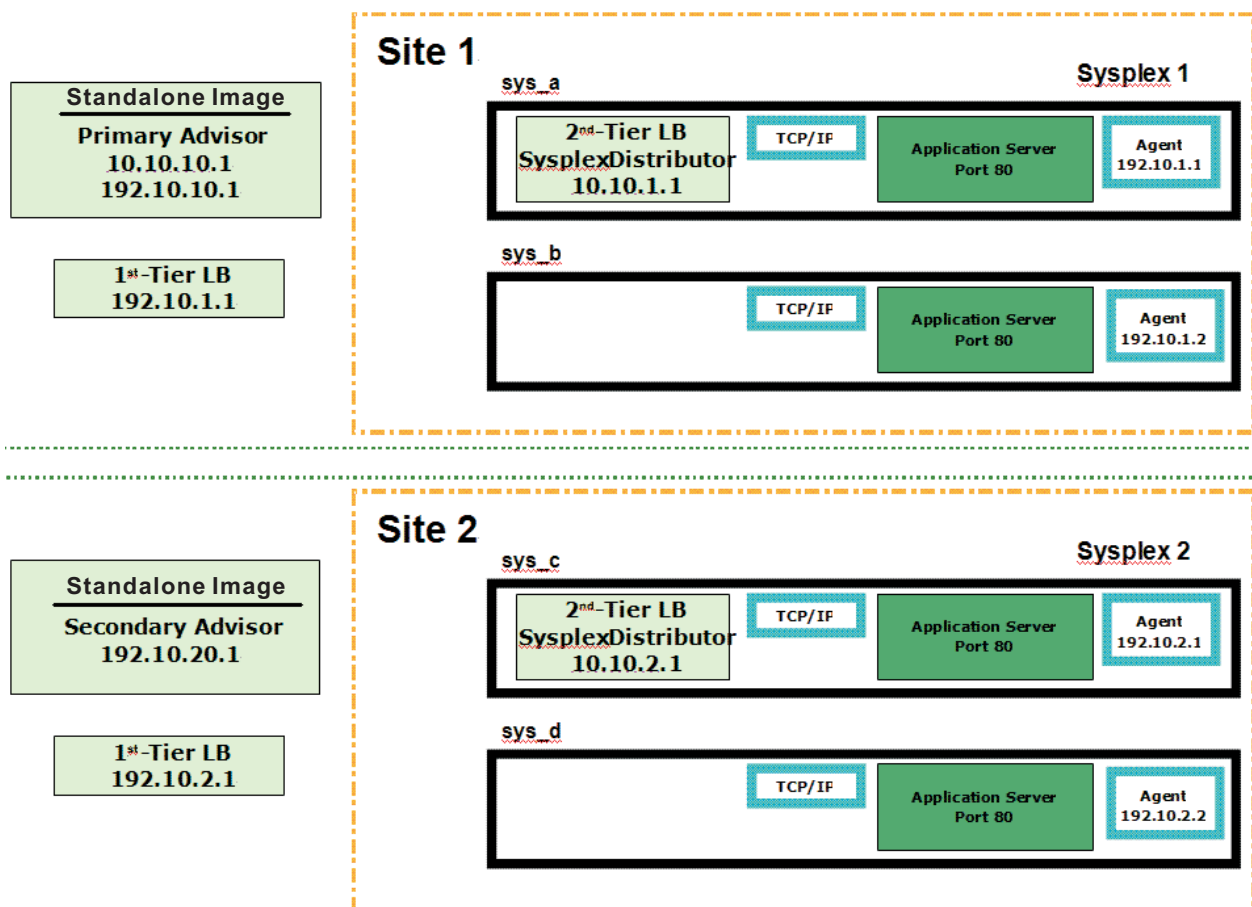 Site 1
Sysplex 1
Standalone Image
Primary Advisor
10.10.10.1
192.10.10.1
1st-Tier LB
192.10.1.1
sys_a
2nd-Tier LB
SysplexDistributor
10.10.1.1
TCP/IP
Application Server
Port 80
Agent
192.10.1.1
sys_b
TCP/IP
Application Server
Port 80
Agent
192.10.1.2
Site 2
Sysplex 2
Standalone Image
Secondary Advisor
192.10.20.1
1st-Tier LB
192.10.2.1
sys_c
2nd-Tier LB
SysplexDistributor
10.10.2.1
TCP/IP
Application Server
Port 80
Agent
192.10.2.1
sys_d
TCP/IP
Application Server
Port 80
Agent
192.10.2.2